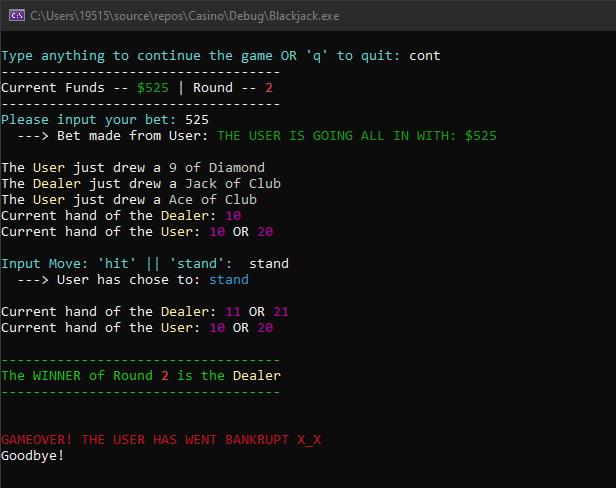 C:\Users\19515\source\repos\Casino\Debug\Blackjack.exe
Type anything to continue the game OR 'q' to quit: cont
-----------------------------------
Current Funds -- $525 | Round -- 2
-----------------------------------
Please input your bet: 525
---> Bet made from User: THE USER IS GOING ALL IN WITH: $525
The User just drew a 9 of Diamond
The Dealer just drew a Jack of Club
The User just drew a Ace of Club
Current hand of the Dealer: 10
Current hand of the User: 10 OR 20
Input Move: 'hit' || 'stand':  stand
---> User has chose to: stand
Current hand of the Dealer: 11 OR 21
Current hand of the User: 10 OR 20
-----------------------------------
The WINNER of Round 2 is the Dealer
-----------------------------------
GAMEOVER! THE USER HAS WENT BANKRUPT X_X
Goodbye!